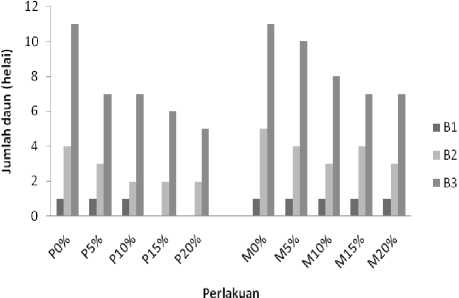 Jumlah daun (helai)
12
10
8
6
4
2
0
P0% P5% P10% P15% P20% M0% M5% M10% M15% M20%
Perlakuan
B1
B2
B3